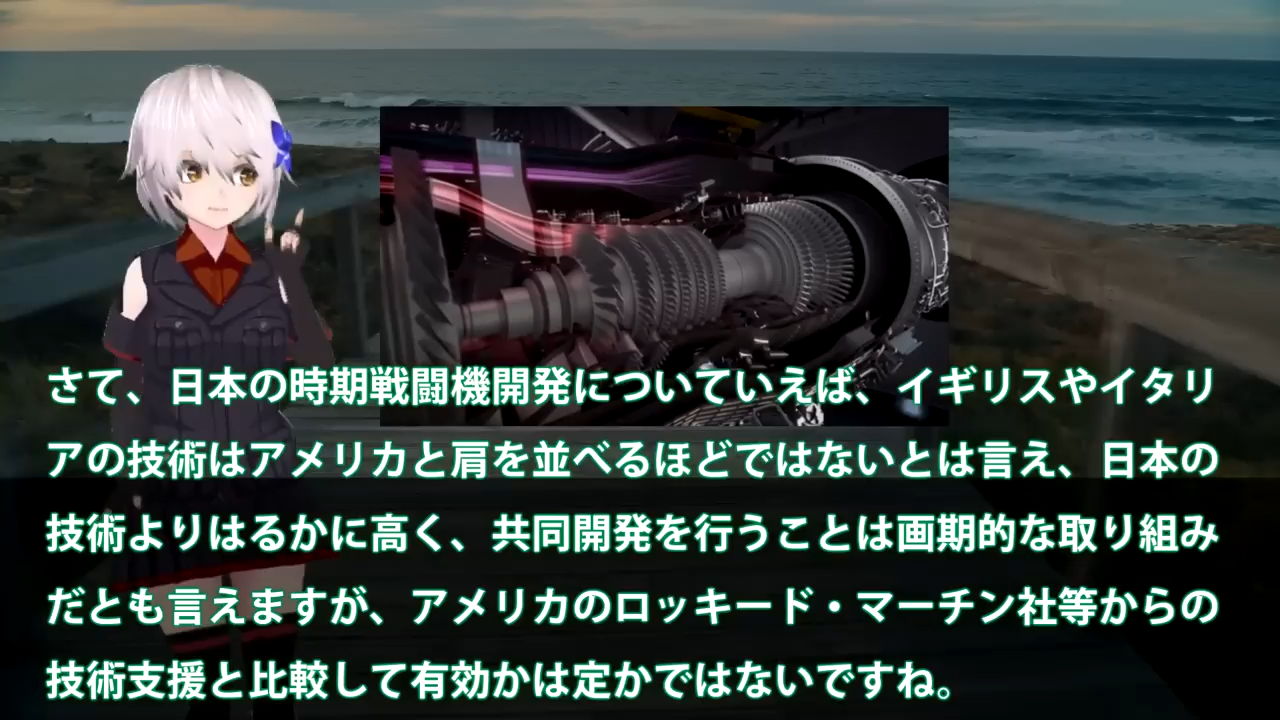 さて、日本の時期戦闘機開発についていえば、イギリスやイタリ
アの技術はアメリカと肩を並べるほどではないとは言え、日本の
技術よりはるかに高く、共同開発を行うことは画期的な取り組み
だとも言えますが、アメリカのロッキード・マーチン社等からの
技術支援と比較して有効かは定かではないですね。